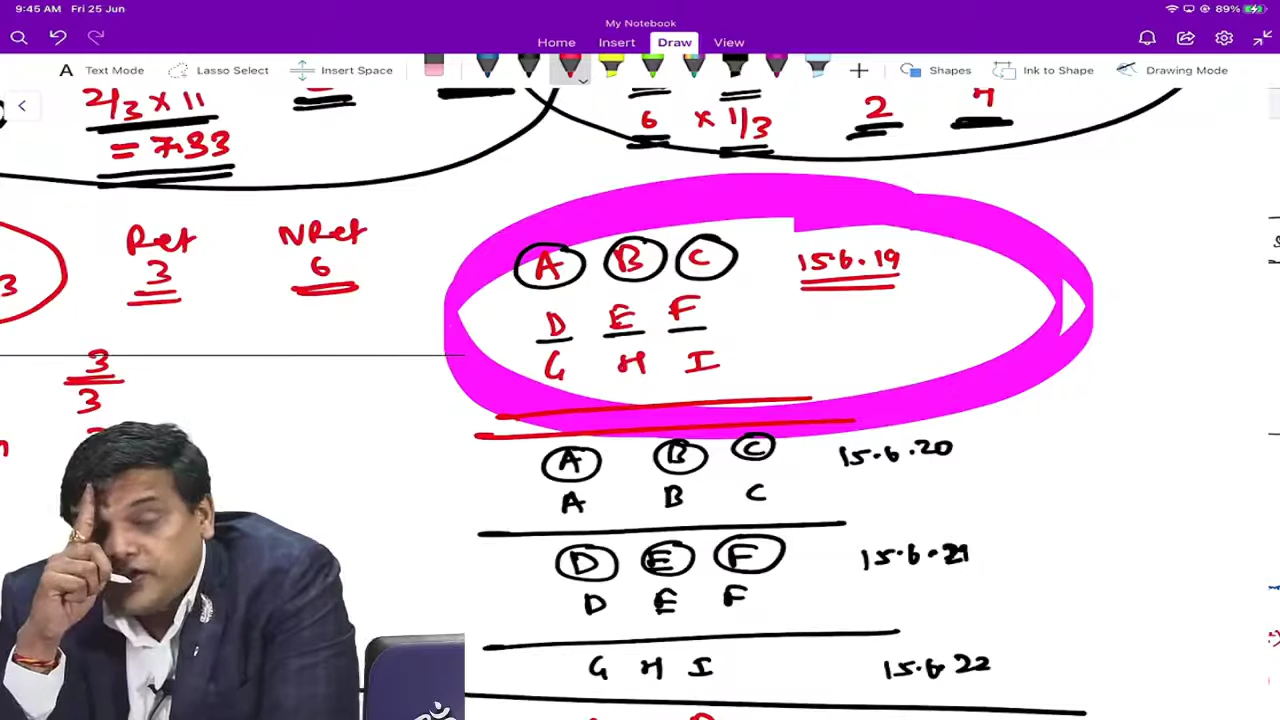 9:45 AM Fri 25 Jun
89%
My Notebook
Home Insert Draw View
A Text Mode Lasso Select Insert Space Shapes Ink to Shape Drawing Mode
2/3 × 11
= 7.33
6 × 1/3 2 4
Ret NRet
3 6
3
A B C 15.6.19
D E F
G H I
3
3
A B C 15.6.20
A B C
D E F 15.6.21
D E F
G H I 15.6.22